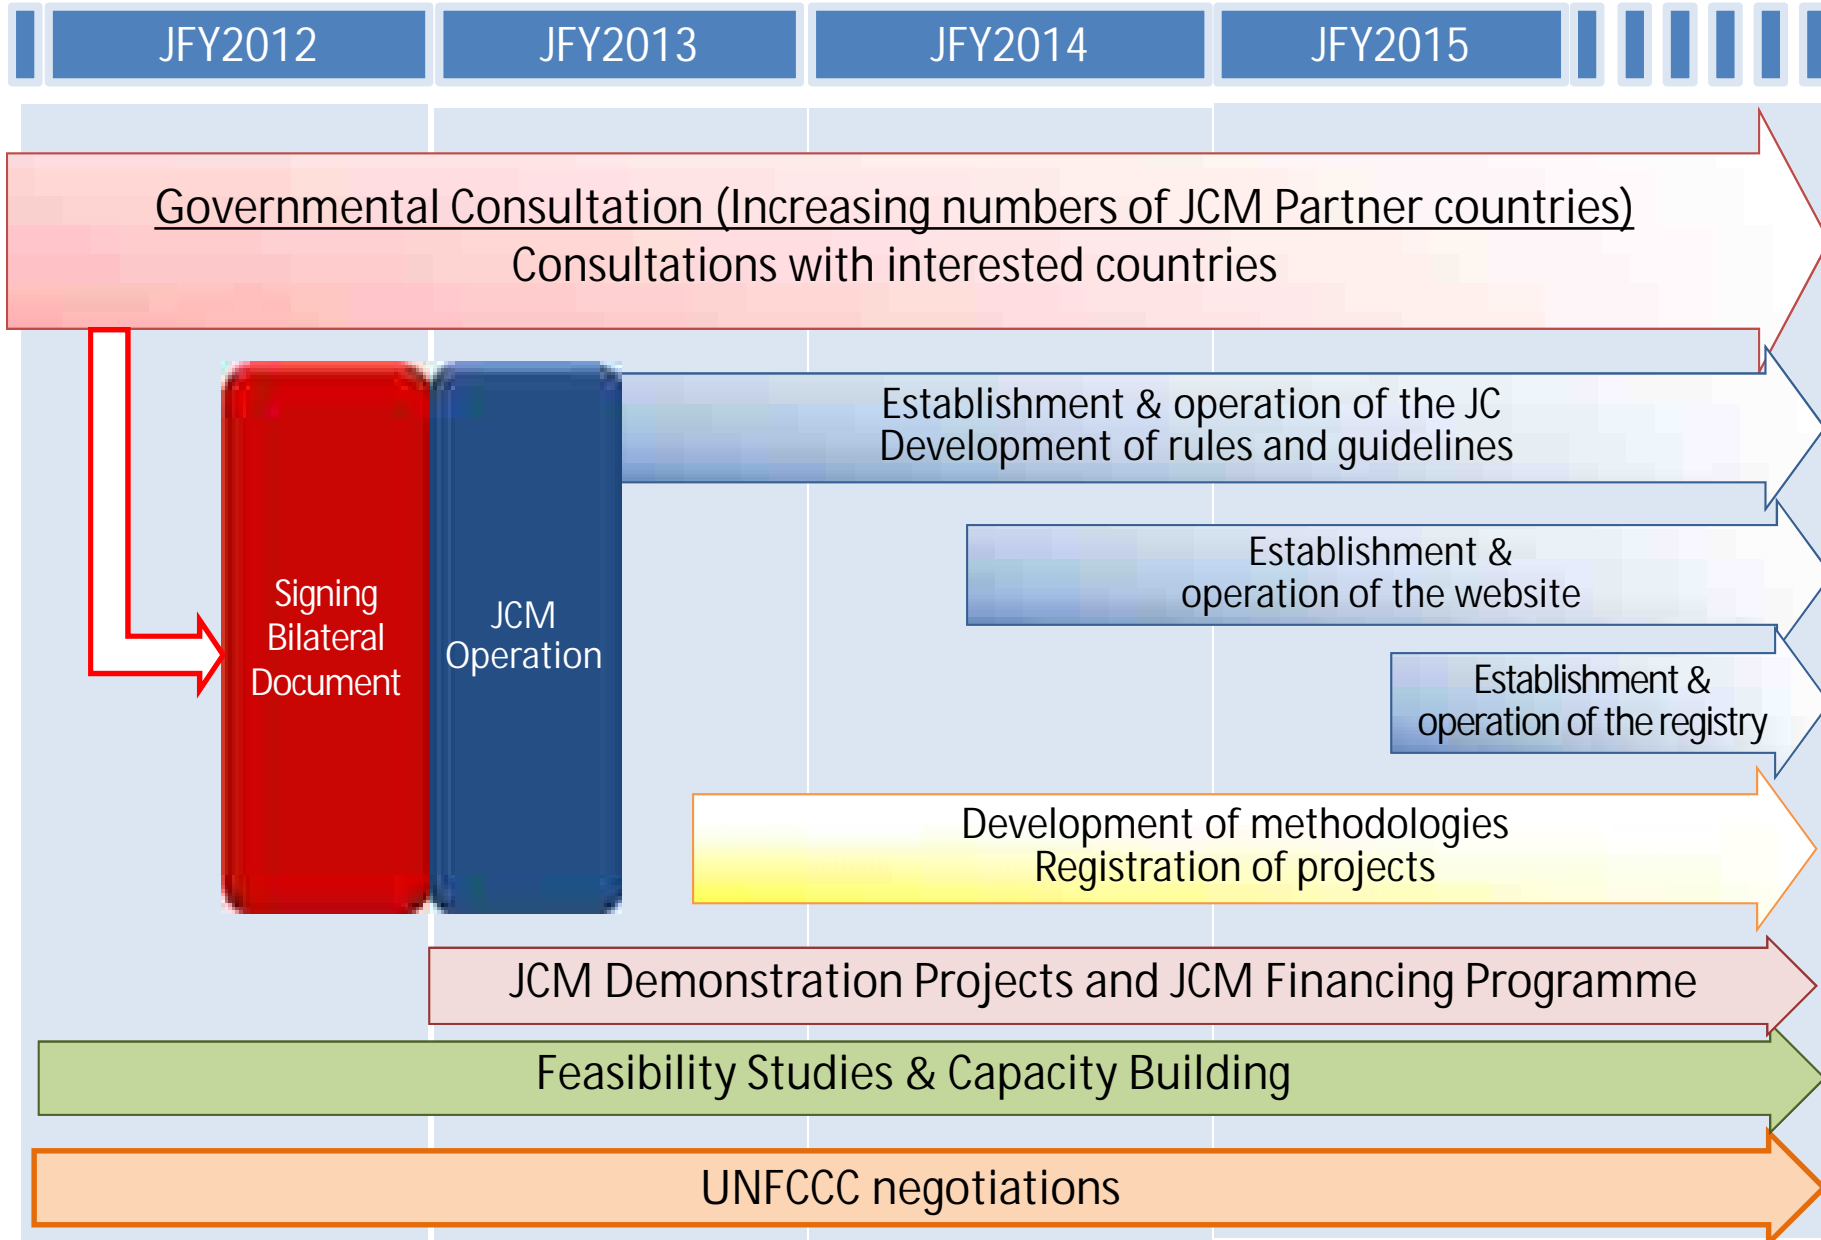 JFY2012
JFY2013
JFY2014
JFY2015
Governmental Consultation (Increasing numbers of JCM Partner countries)
Consultations with interested countries
Signing
Bilateral
Document
JCM
Operation
Establishment & operation of the JC
Development of rules and guidelines
Establishment &
operation of the website
Establishment &
operation of the registry
Development of methodologies
Registration of projects
JCM Demonstration Projects and JCM Financing Programme
Feasibility Studies & Capacity Building
UNFCCC negotiations